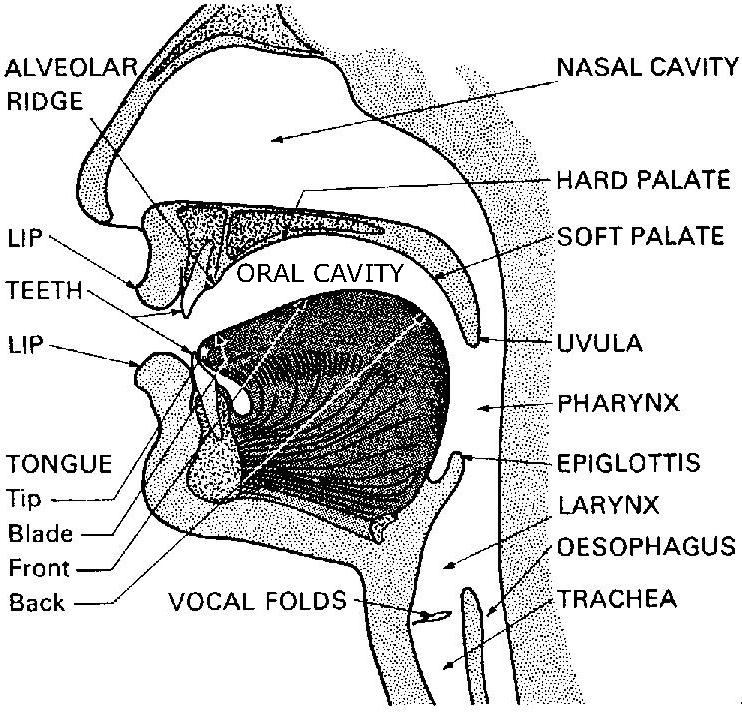 ALVEOLAR
RIDGE
LIP
TEETH
LIP
TONGUE
Tip
Blade
Front
Back
ORAL CAVITY
VOCAL FOLDS
NASAL CAVITY
HARD PALATE
SOFT PALATE
UVULA
PHARYNX
EPIGLOTTIS
LARYNX
OESOPHAGUS
TRACHEA